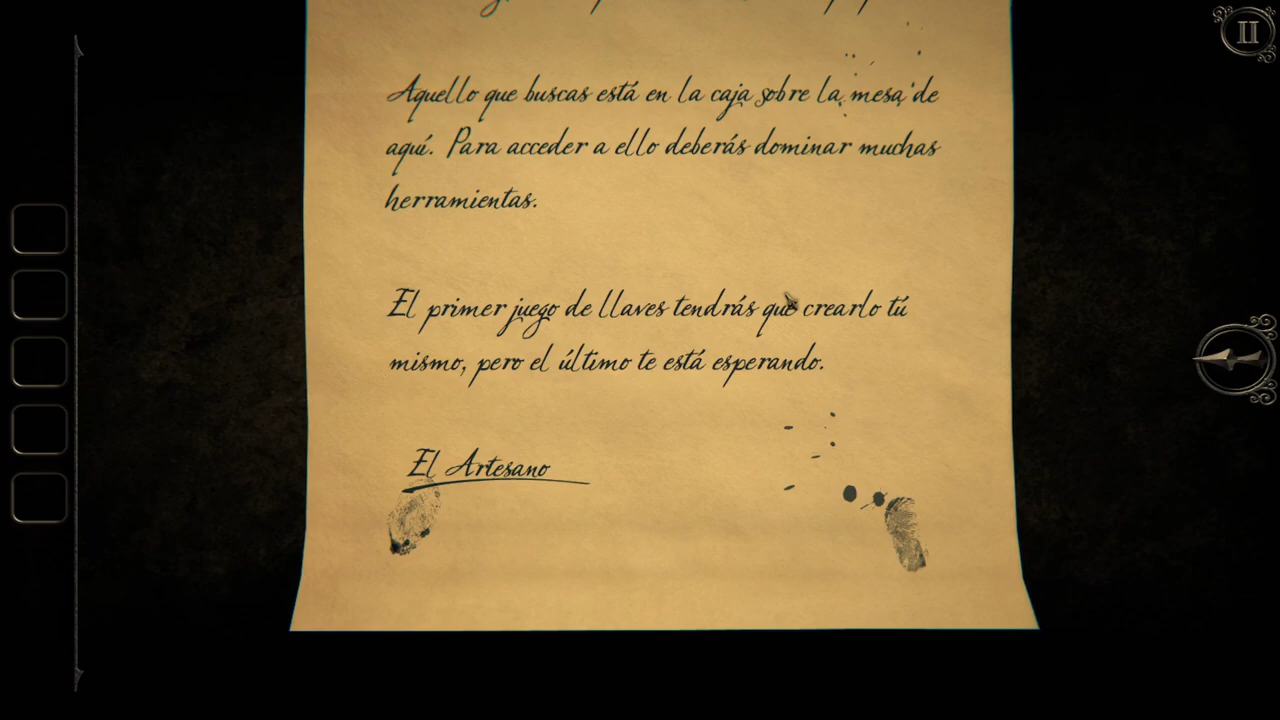 Aquello que buscas está en la caja sobre la mesa de
aquí. Para acceder a ello deberás dominar muchas
herramientas.
El primer juego de llaves tendrás que crearlo tú
mismo, pero el último te está esperando.
El Artesano